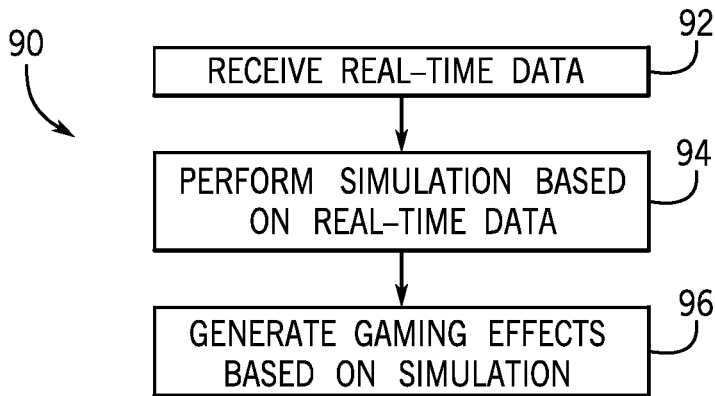 90
92
RECEIVE REAL–TIME DATA
94
PERFORM SIMULATION BASED
ON REAL–TIME DATA
96
GENERATE GAMING EFFECTS
BASED ON SIMULATION